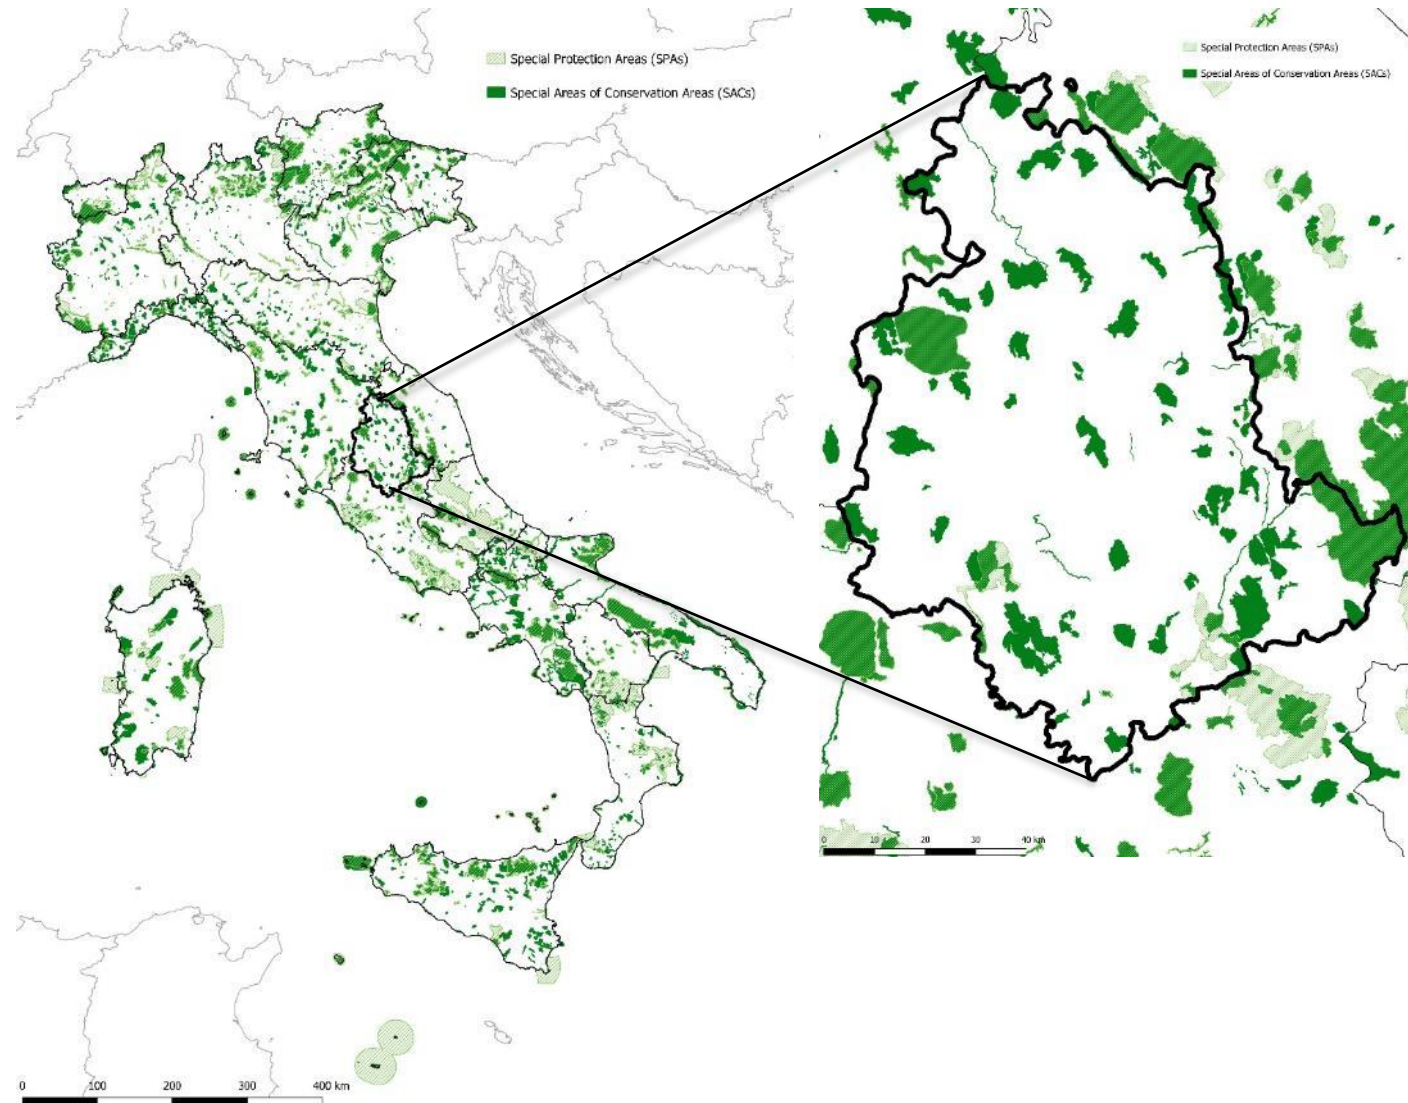 Special Protection Areas (SPAs)
Special Areas of Conservation Areas (SACs)
Special Protection Areas (SPAs)
Special Areas of Conservation Areas (SACs)
0 10 20 30 40 km
0 100 200 300 400 km